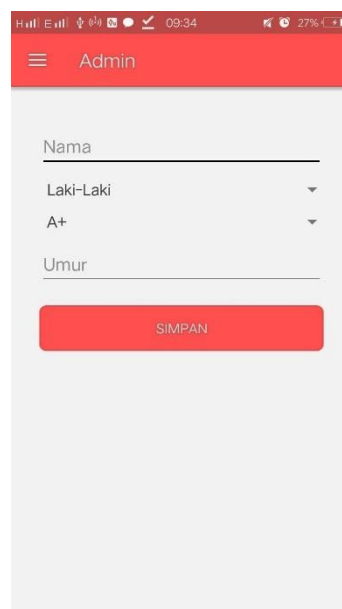 H E 09:34 27%
Admin
Nama
Laki-Laki
A+
Umur
SIMPAN